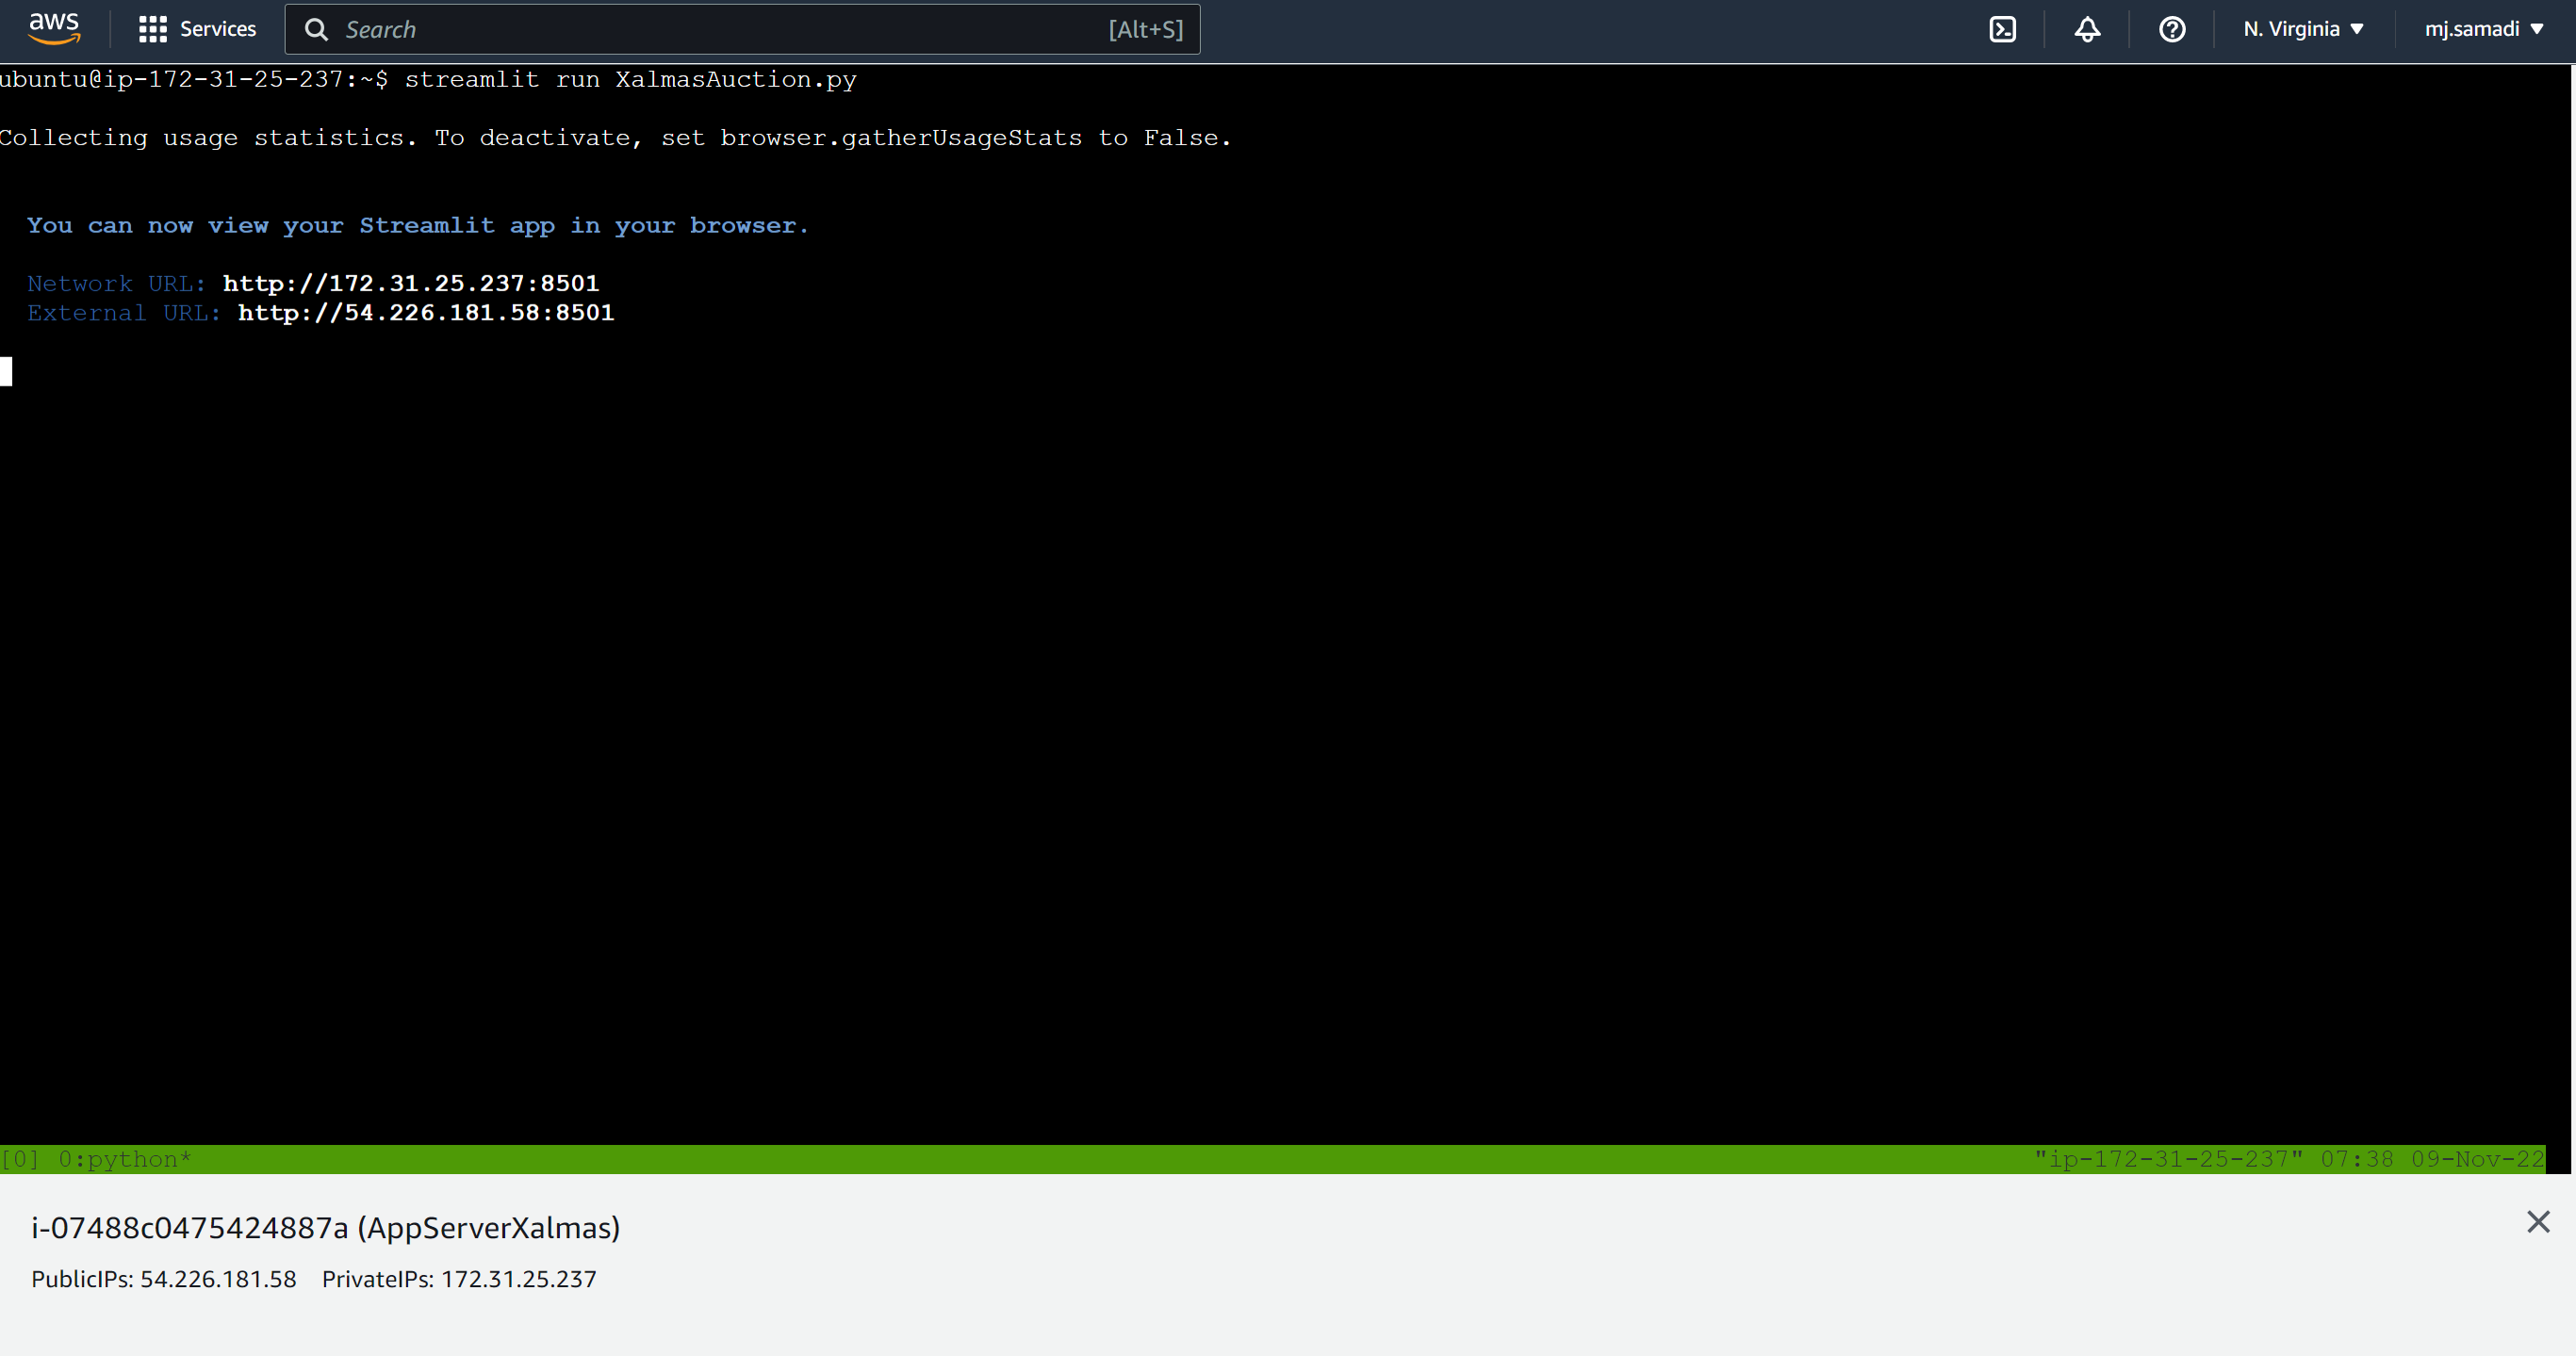 aws Services Search [Alt+S] N. Virginia mj.samadi
ubuntu@ip-172-31-25-237:~$ streamlit run XalmasAuction.py
Collecting usage statistics. To deactivate, set browser.gatherUsageStats to False.
You can now view your Streamlit app in your browser.
Network URL: http://172.31.25.237:8501
External URL: http://54.226.181.58:8501
[0] 0:python* "ip-172-31-25-237" 07:38 09-Nov-22
i-07488c0475424887a (AppServerXalmas)
PublicIPs: 54.226.181.58 PrivateIPs: 172.31.25.237